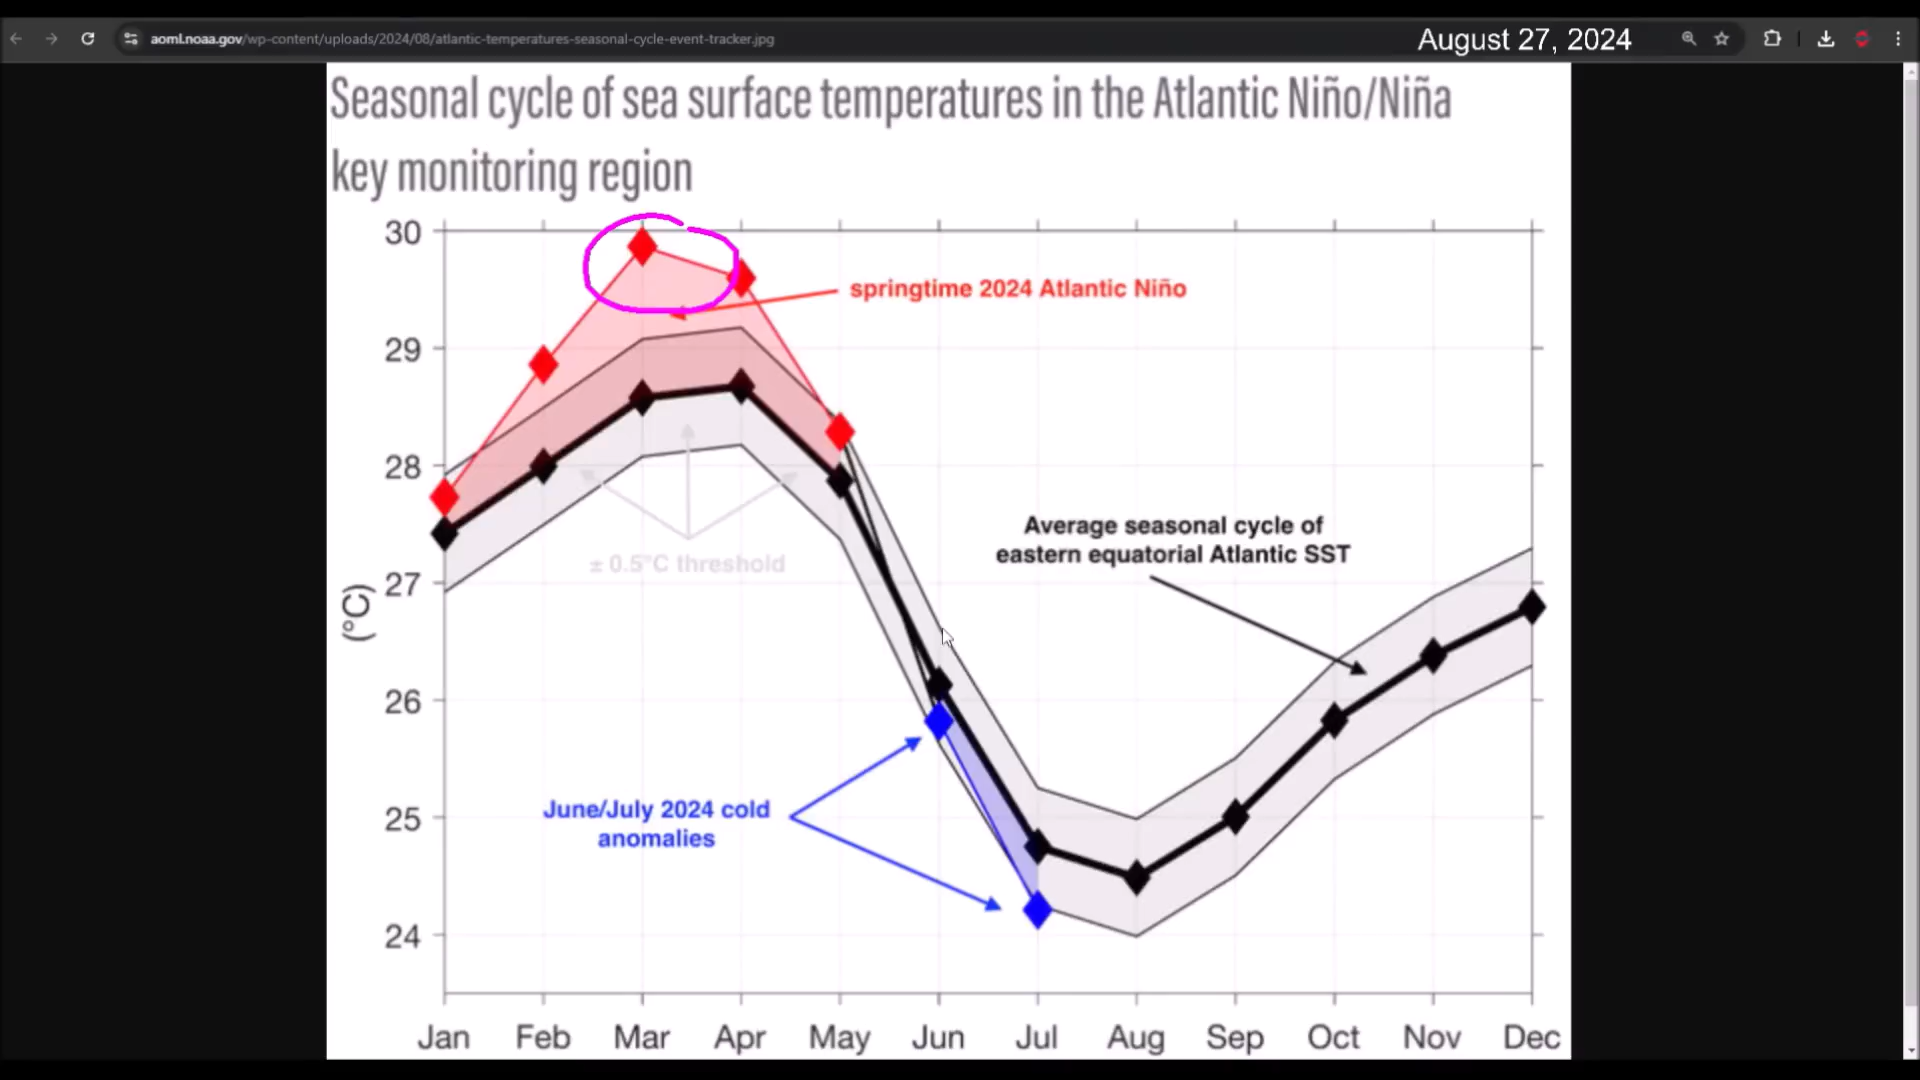 aoml.noaa.gov/wp-content/uploads/2024/08/atlantic-temperatures-seasonal-cycle-event-tracker.jpg
August 27, 2024
Seasonal cycle of sea surface temperatures in the Atlantic Niño/Niña
key monitoring region
30
29
28
27
26
25
24
(°C)
springtime 2024 Atlantic Niño
± 0.5°C threshold
Average seasonal cycle of
eastern equatorial Atlantic SST
June/July 2024 cold
anomalies
Jan Feb Mar Apr May Jun Jul Aug Sep Oct Nov Dec